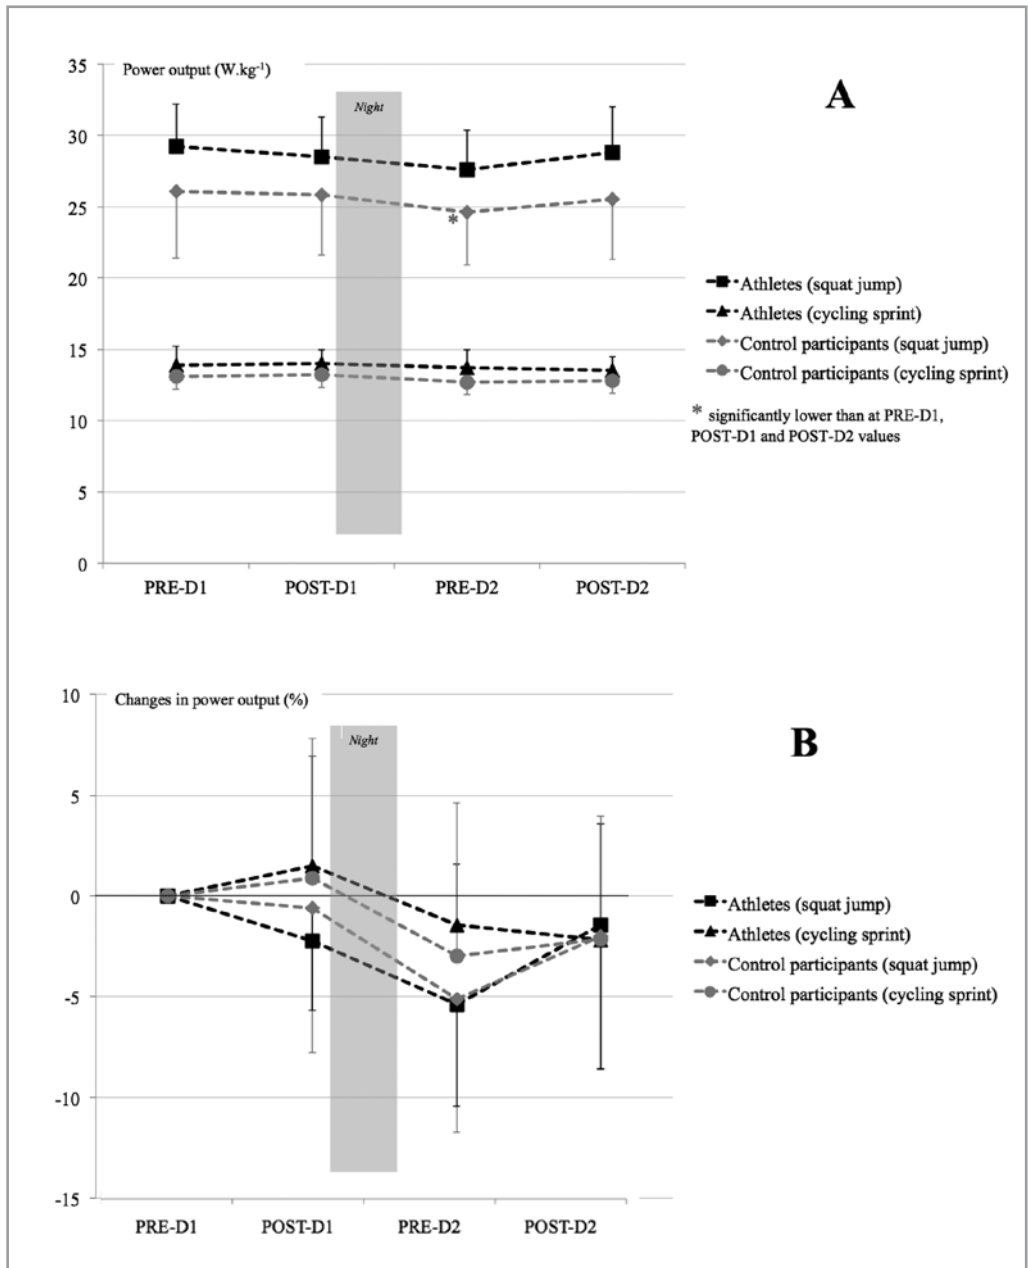 35
Power output (W.kg⁻¹)
A
Night
30
25
*
20
Athletes (squat jump)
Athletes (cycling sprint)
15
Control participants (squat jump)
Control participants (cycling sprint)
10
* significantly lower than at PRE-D1,
POST-D1 and POST-D2 values
5
0
PRE-D1 POST-D1 PRE-D2 POST-D2
10
Changes in power output (%)
B
Night
5
0
Athletes (squat jump)
Athletes (cycling sprint)
-5
Control participants (squat jump)
Control participants (cycling sprint)
-10
-15
PRE-D1 POST-D1 PRE-D2 POST-D2